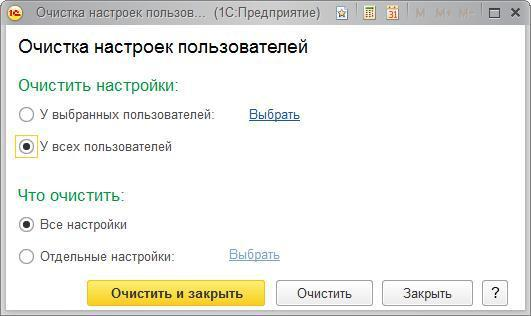 Очистка настроек пользов... (1С:Предприятие) M M+ M-
Очистка настроек пользователей
Очистить настройки:
У выбранных пользователей: Выбрать
У всех пользователей
Что очистить:
Все настройки
Отдельные настройки: Выбрать
Очистить и закрыть Очистить Закрыть ?